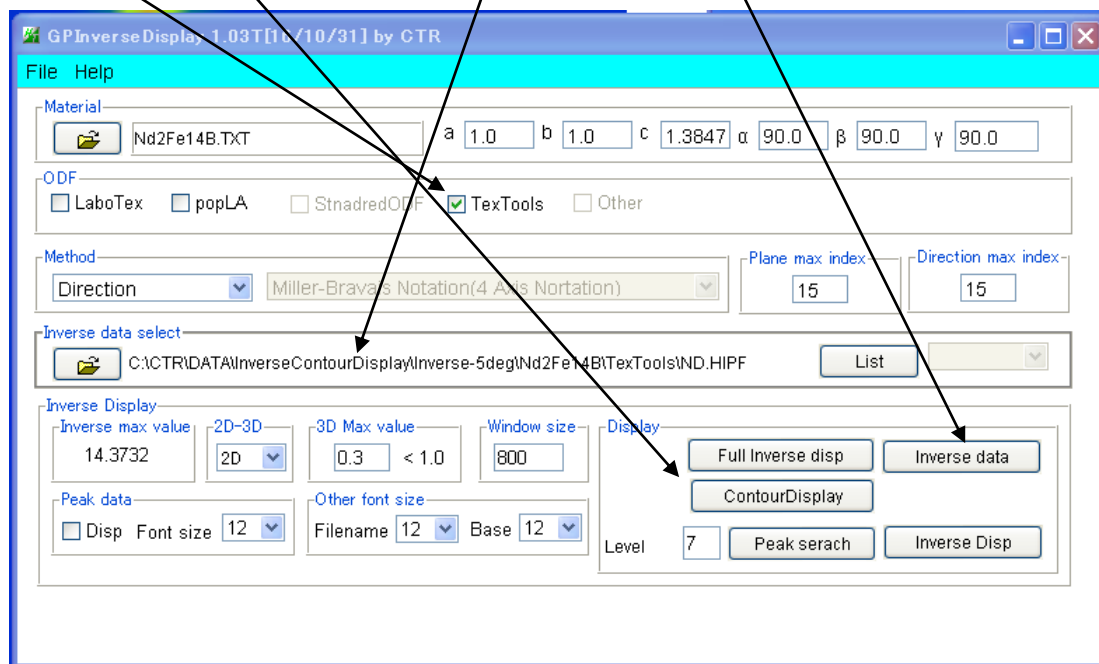 GPInverseDisplay 1.03T[16/10/31] by CTR
File Help
Material
Nd2Fe14B.TXT a 1.0 b 1.0 c 1.3847 α 90.0 β 90.0 γ 90.0
ODF
LaboTex popLA StnadredODF TexTools Other
Method Plane max index Direction max index
Direction Miller-Bravais Notation(4 Axis Nortation) 15 15
Inverse data select
C:\CTR\DATA\InverseContourDisplay\Inverse-5deg\Nd2Fe14B\TexTools\ND.HIPF List
Inverse Display
Inverse max value 2D-3D 3D Max value Window size Display
14.3732 2D 0.3 < 1.0 800 Full Inverse disp Inverse data
ContourDisplay
Peak data Other font size
Disp Font size 12 Filename 12 Base 12
Level 7 Peak serach Inverse Disp